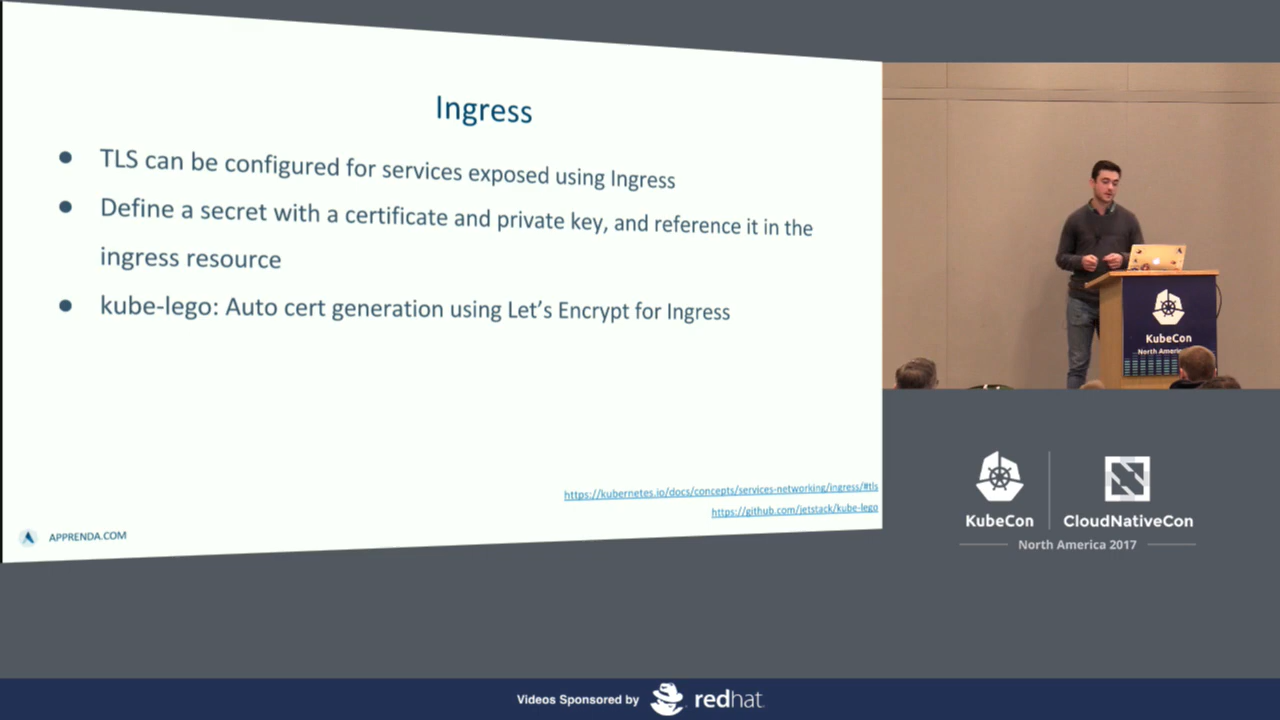 Ingress
TLS can be configured for services exposed using Ingress
Define a secret with a certificate and private key, and reference it in the
ingress resource
kube-lego: Auto cert generation using Let's Encrypt for Ingress
https://kubernetes.io/docs/concepts/services-networking/ingress/#tls
https://github.com/jetstack/kube-lego
APPRENDA.COM
KubeCon
North America
KubeCon
CloudNativeCon
North America 2017
Videos Sponsored by
redhat